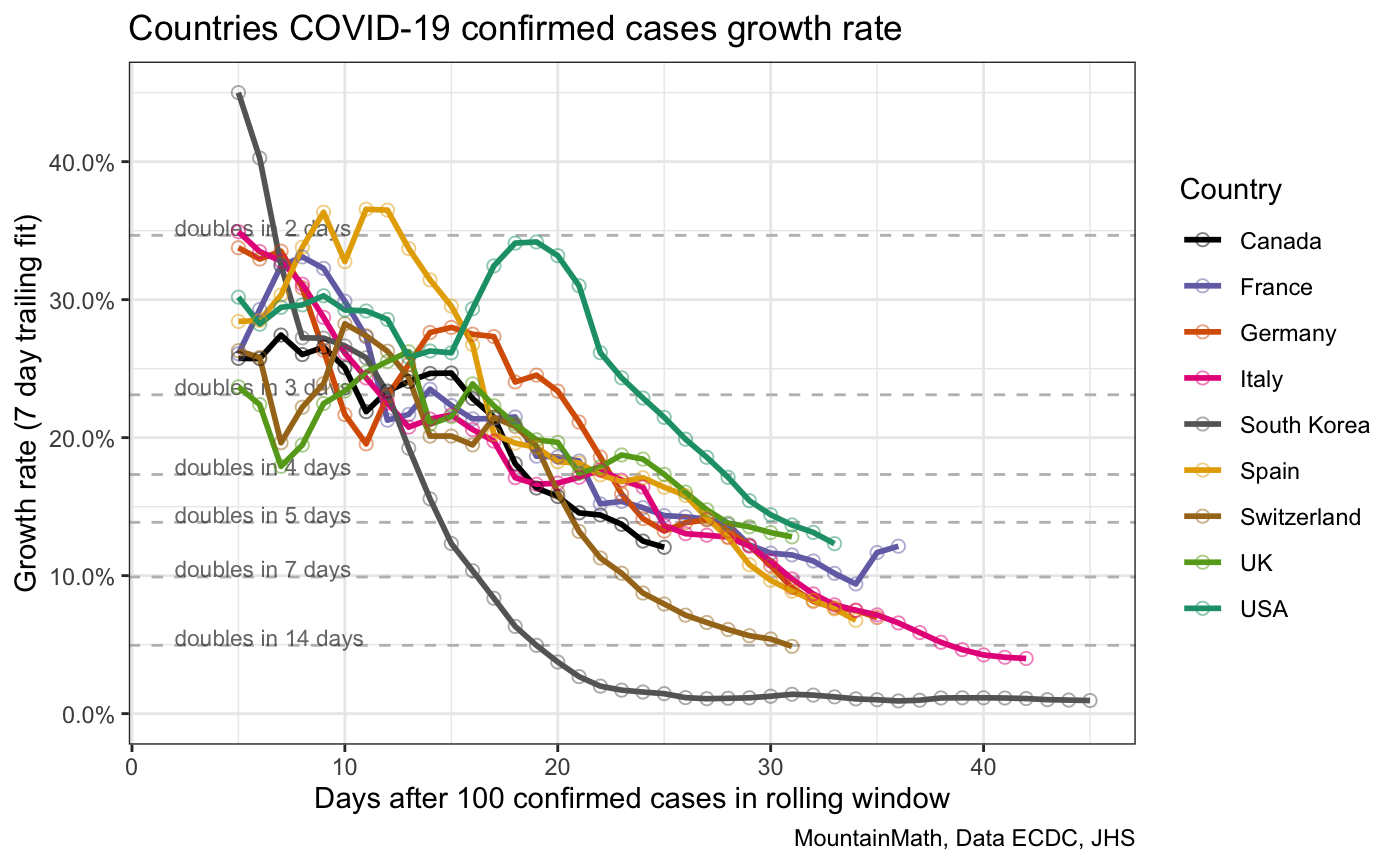 Countries COVID-19 confirmed cases growth rate
Growth rate (7 day trailing fit)
40.0%
30.0%
20.0%
10.0%
0.0%
doubles in 2 days
doubles in 3 days
doubles in 4 days
doubles in 5 days
doubles in 7 days
doubles in 14 days
0 10 20 30 40
Days after 100 confirmed cases in rolling window
Country
Canada
France
Germany
Italy
South Korea
Spain
Switzerland
UK
USA
MountainMath, Data ECDC, JHS